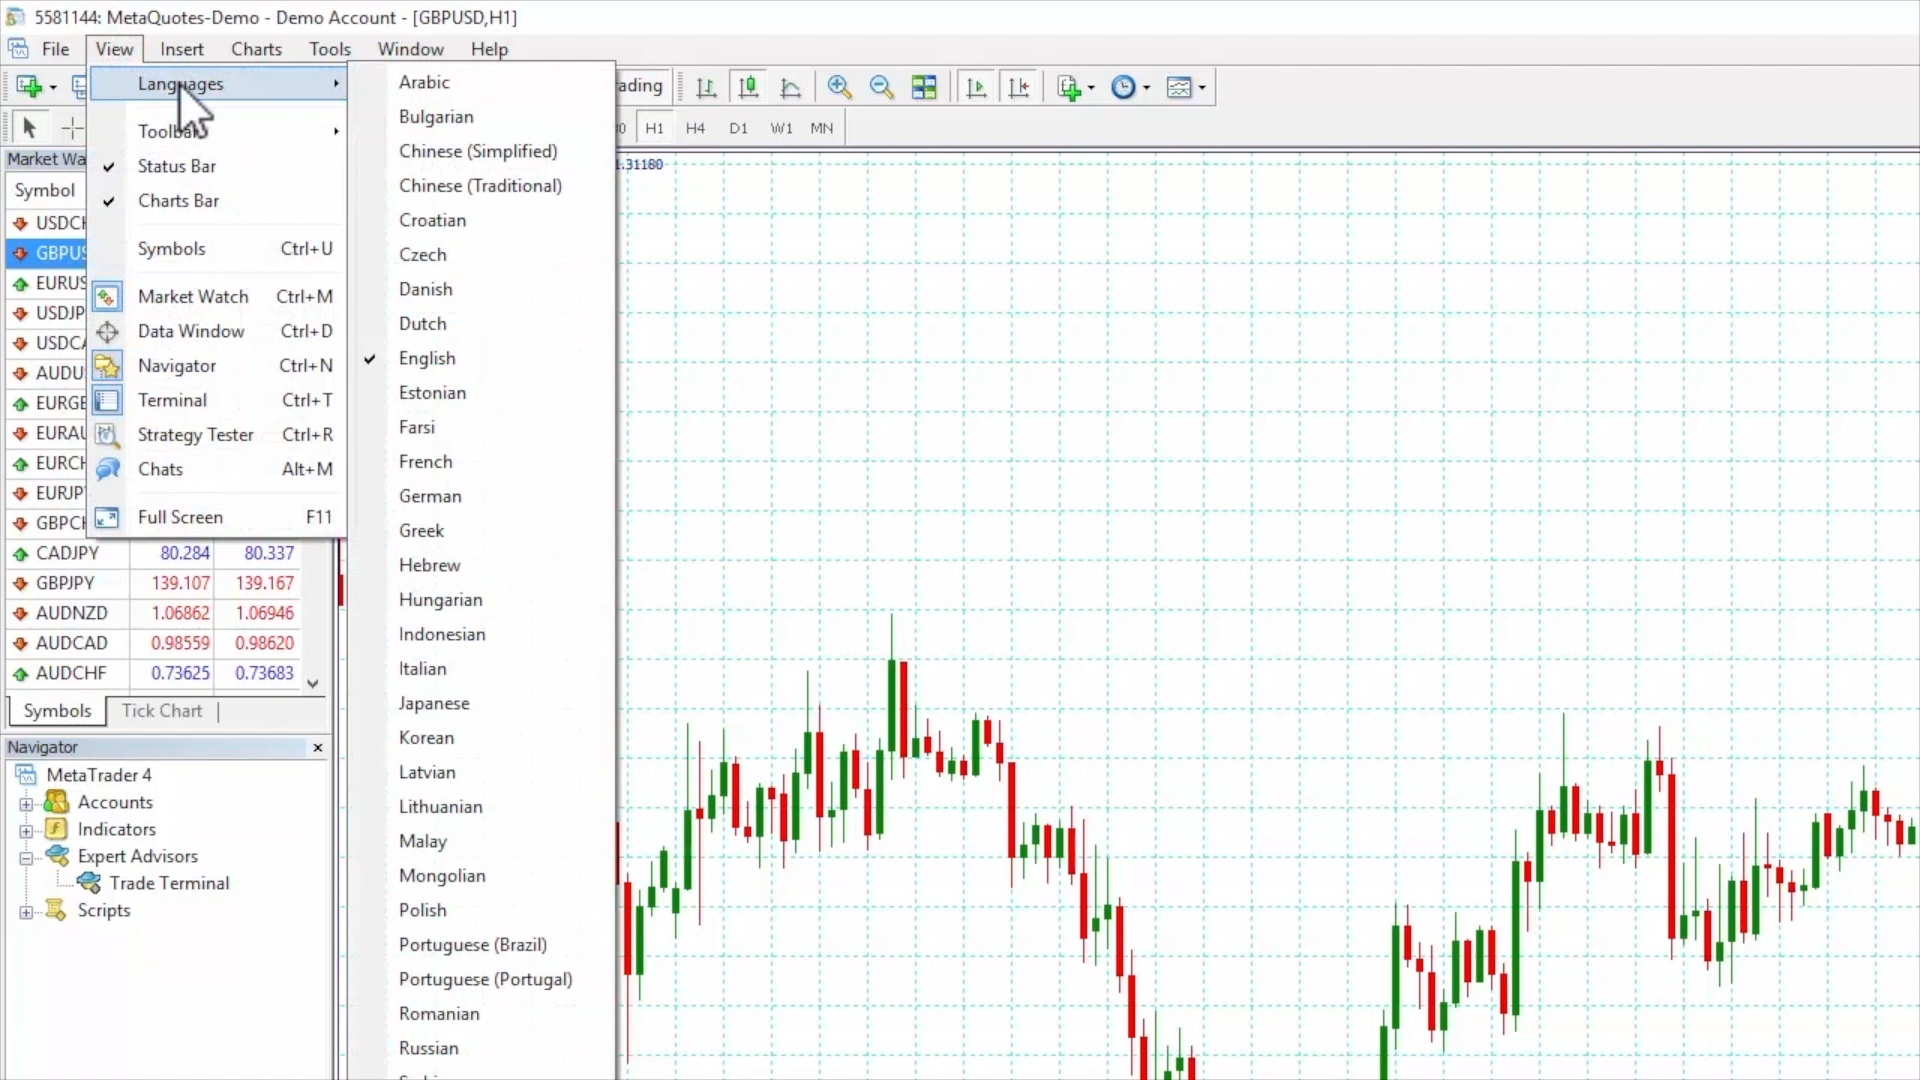 5581144: MetaQuotes-Demo - Demo Account - [GBPUSD,H1]
File View Insert Charts Tools Window Help
Languages
Status Bar
Charts Bar
Symbols Ctrl+U
Market Watch Ctrl+M
Data Window Ctrl+D
Navigator Ctrl+N
Terminal Ctrl+T
Strategy Tester Ctrl+R
Chats Alt+M
Full Screen F11
Arabic
Bulgarian
Chinese (Simplified)
Chinese (Traditional)
Croatian
Czech
Danish
Dutch
English
Estonian
Farsi
French
German
Greek
Hebrew
Hungarian
Indonesian
Italian
Japanese
Korean
Latvian
Lithuanian
Malay
Mongolian
Polish
Portuguese (Brazil)
Portuguese (Portugal)
Romanian
Russian
H1 H4 D1 W1 MN
1.31180
Market
Symbol
CADJPY 80.284 80.337
GBPJPY 139.107 139.167
AUDNZD 1.06862 1.06946
AUDCAD 0.98559 0.98620
AUDCHF 0.73625 0.73683
Symbols Tick Chart
Navigator
MetaTrader 4
Accounts
Indicators
Expert Advisors
Trade Terminal
Scripts